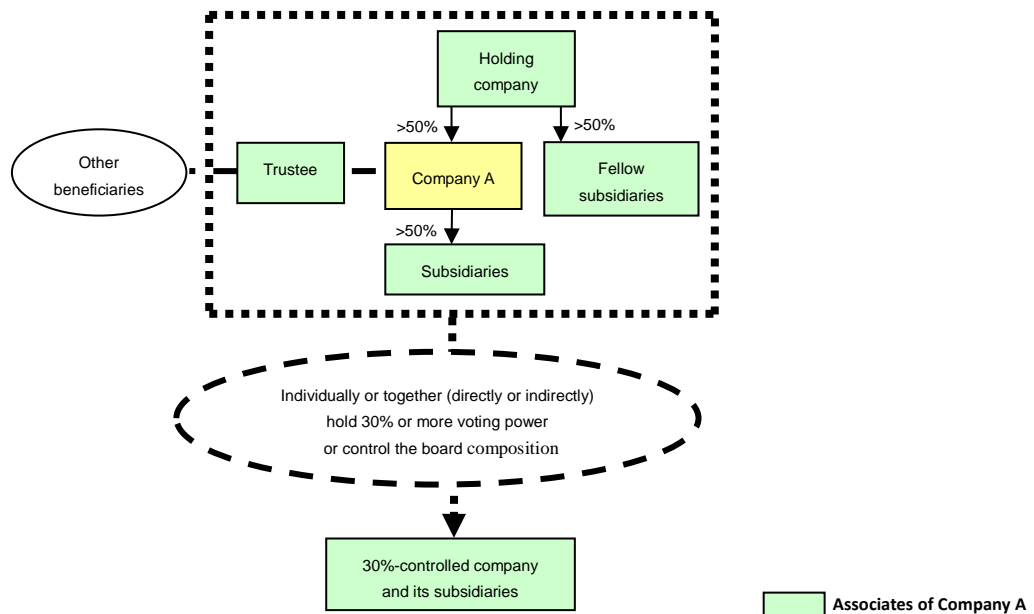 Holding
company
>50%
>50%
Other
beneficiaries
Trustee
Company A
Fellow
subsidiaries
>50%
Subsidiaries
Individually or together (directly or indirectly)
hold 30% or more voting power
or control the board composition
30%-controlled company
and its subsidiaries
Associates of Company A